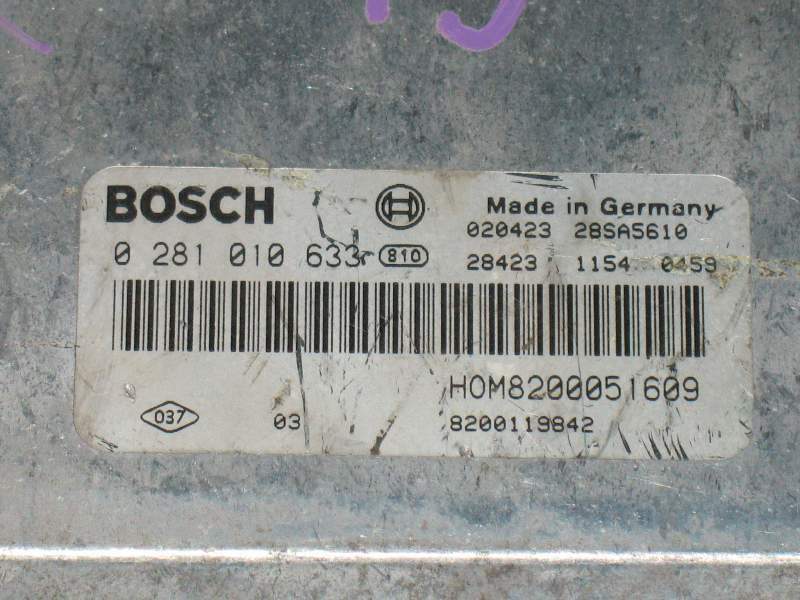 BOSCH
Made in Germany
020423 28SA5610
0 281 010 633 810
28423 1154 0459
HOM8200051609
037 03
8200119842